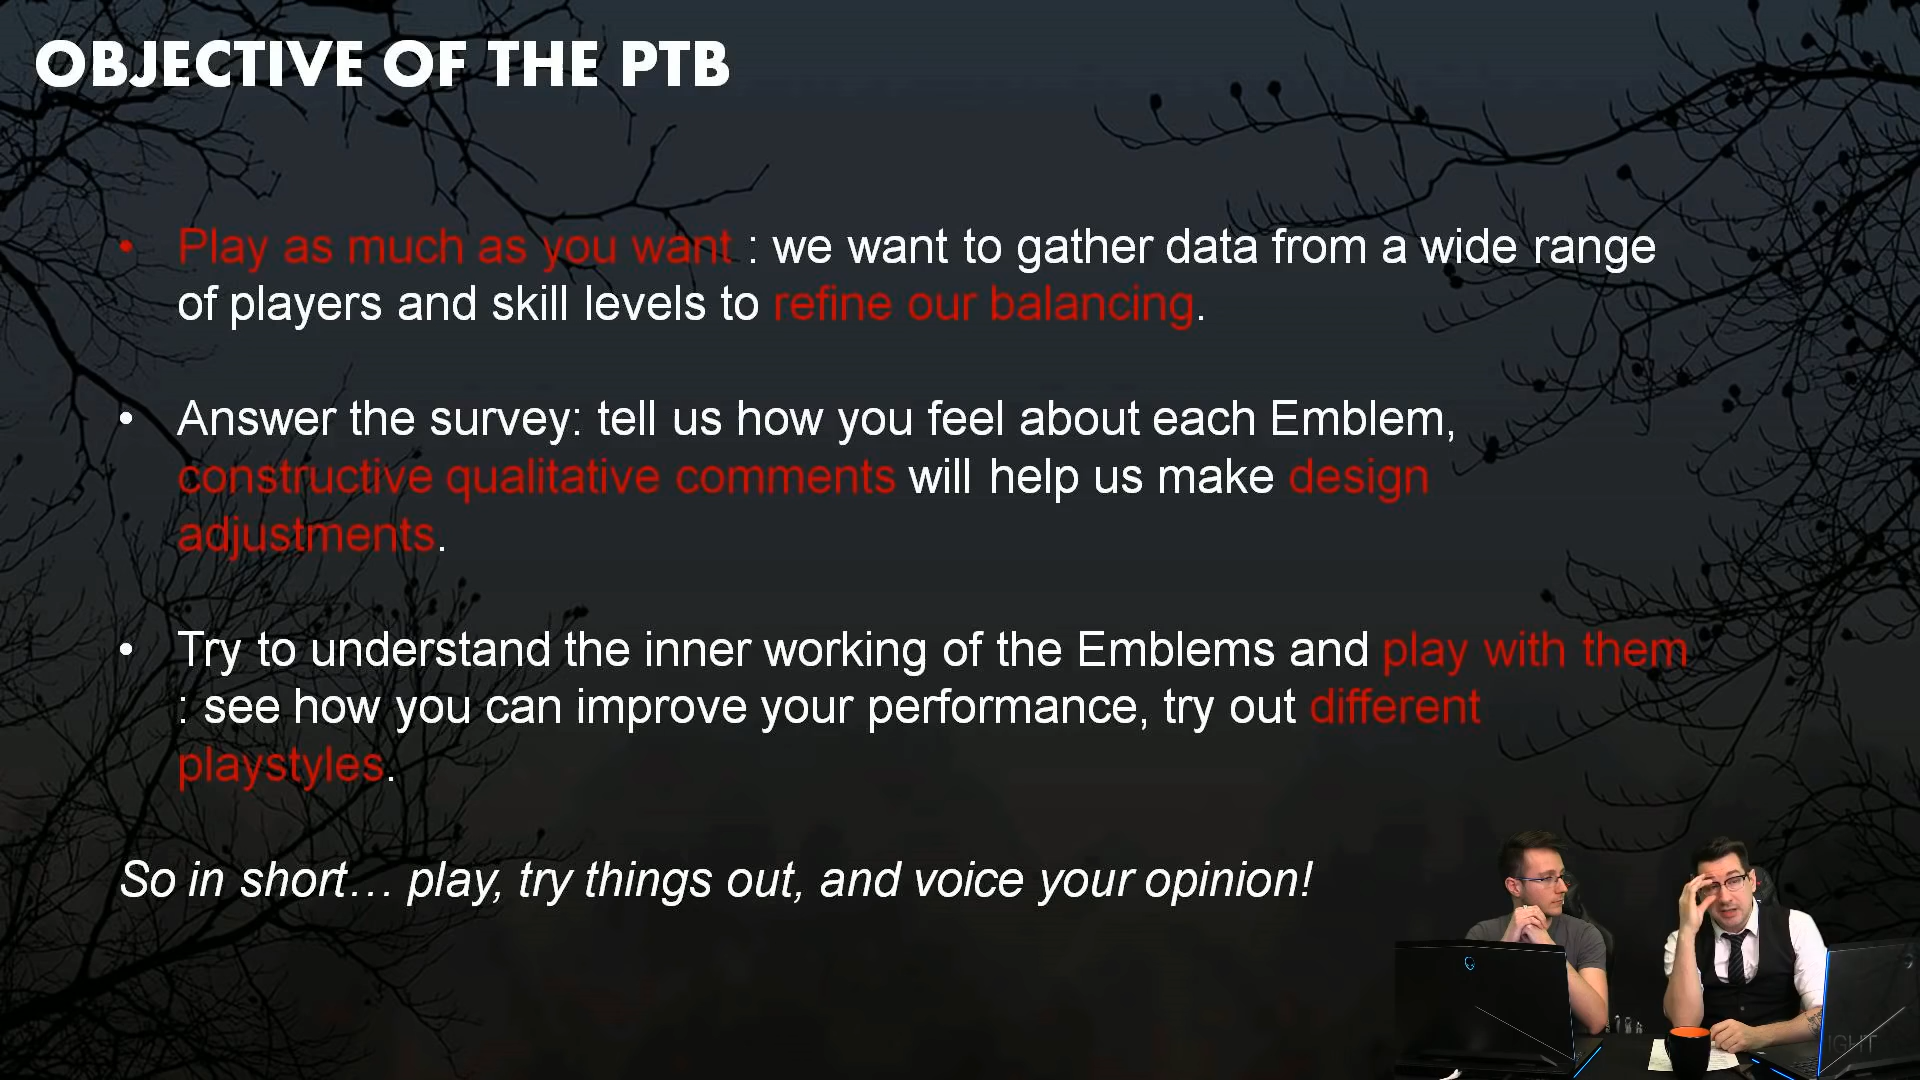 OBJECTIVE OF THE PTB
• Play as much as you want : we want to gather data from a wide range
of players and skill levels to refine our balancing.
• Answer the survey: tell us how you feel about each Emblem,
constructive qualitative comments will help us make design
adjustments.
• Try to understand the inner working of the Emblems and play with them
: see how you can improve your performance, try out different
playstyles.
So in short… play, try things out, and voice your opinion!